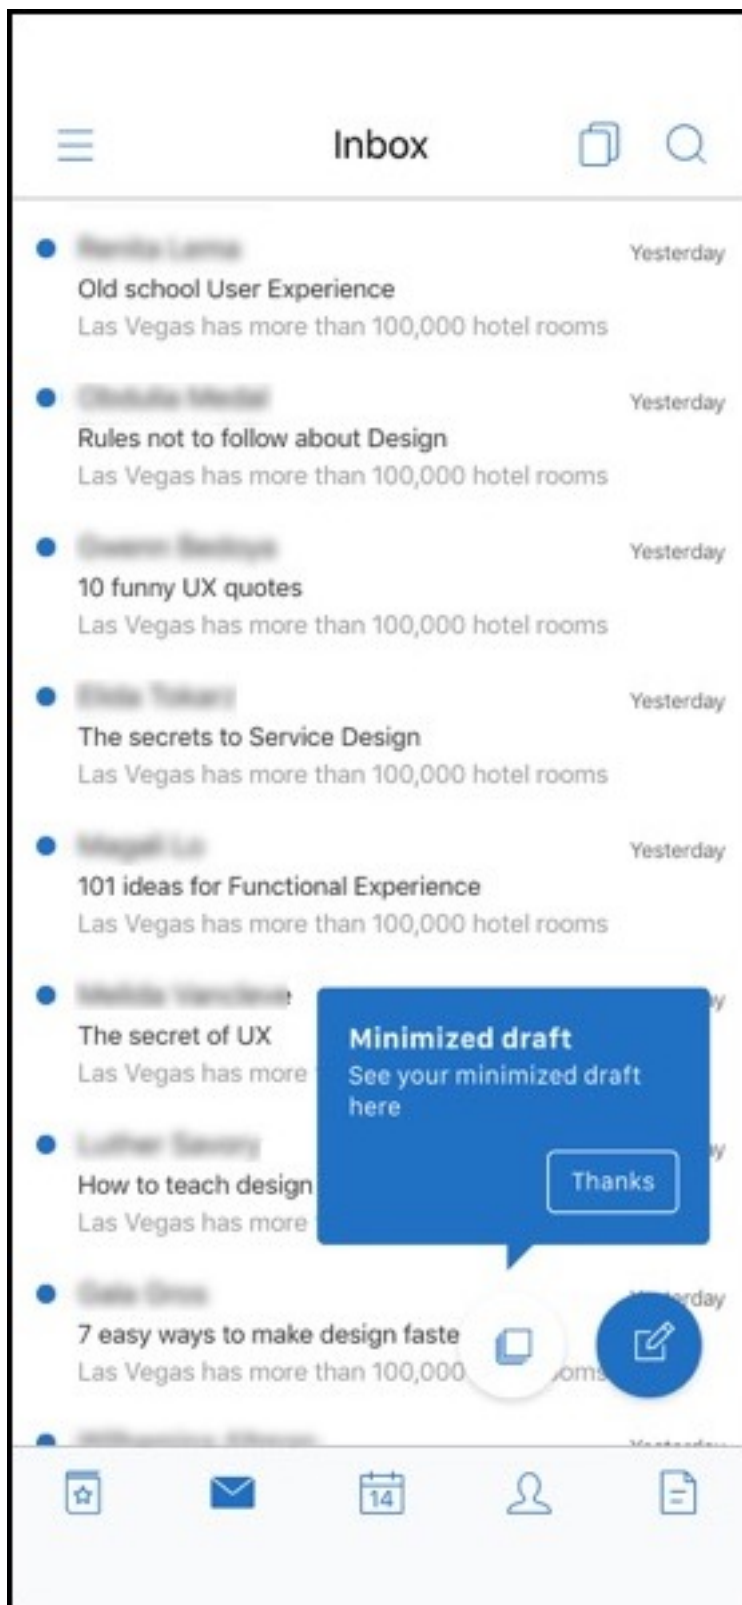 Inbox
Yesterday
Old school User Experience
Las Vegas has more than 100,000 hotel rooms
Yesterday
Rules not to follow about Design
Las Vegas has more than 100,000 hotel rooms
Yesterday
10 funny UX quotes
Las Vegas has more than 100,000 hotel rooms
Yesterday
The secrets to Service Design
Las Vegas has more than 100,000 hotel rooms
Yesterday
101 ideas for Functional Experience
Las Vegas has more than 100,000 hotel rooms
The secret of UX
Las Vegas has more
Minimized draft
See your minimized draft
here
Thanks
How to teach design
Las Vegas has more
7 easy ways to make design faste
Las Vegas has more than 100,000
14